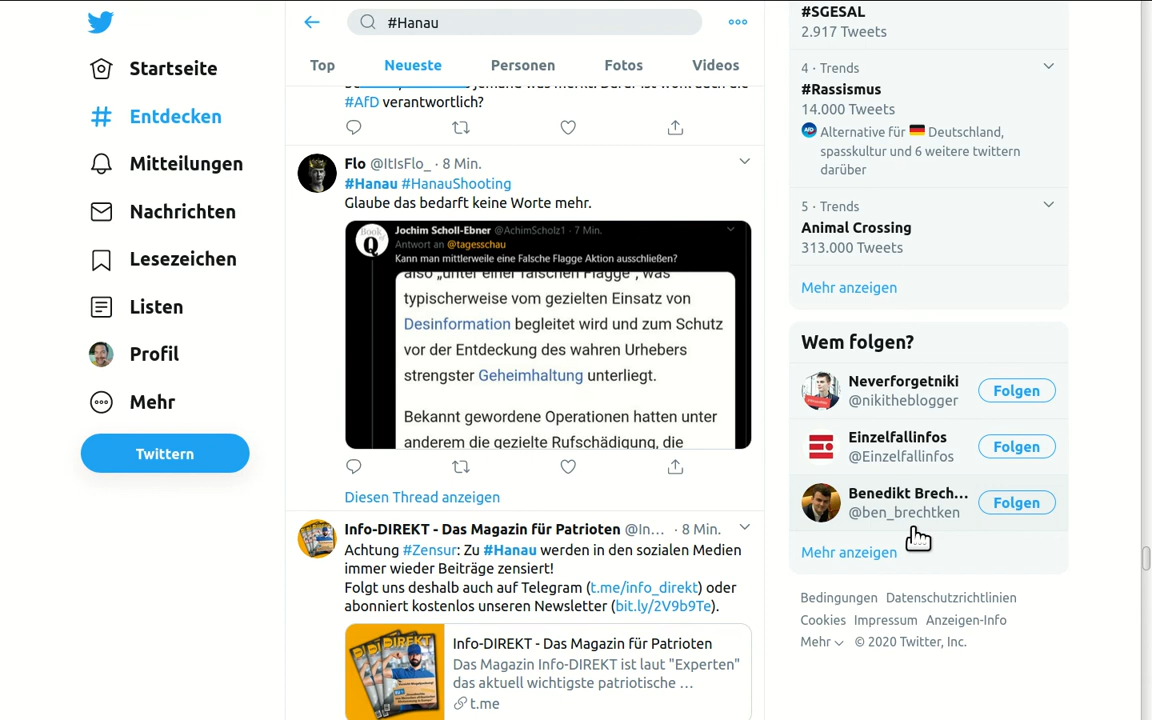 Startseite
Entdecken
Mitteilungen
Nachrichten
Lesezeichen
Listen
Profil
Mehr
Twittern
#Hanau
Top
Neueste
Personen
Fotos
Videos
#AfD verantwortlich?
Flo @ItIsFlo_ · 8 Min.
#Hanau #HanauShooting
Glaube das bedarft keine Worte mehr.
Book
Q
Jochim Scholl-Ebner @AchimScholz1 · 7 Min.
Antwort an @tagesschau
Kann man mittlerweile eine Falsche Flagge Aktion ausschließen?
also „unter einer falschen Flagge", was
typischerweise vom gezielten Einsatz von
Desinformation begleitet wird und zum Schutz
vor der Entdeckung des wahren Urhebers
strengster Geheimhaltung unterliegt.
Bekannt gewordene Operationen hatten unter
anderem die gezielte Rufschädigung, die
Diesen Thread anzeigen
Info-DIREKT - Das Magazin für Patrioten @In... · 8 Min.
Achtung #Zensur: Zu #Hanau werden in den sozialen Medien
immer wieder Beiträge zensiert!
Folgt uns deshalb auch auf Telegram (t.me/info_direkt) oder
abonniert kostenlos unseren Newsletter (bit.ly/2V9b9Te).
DIREKT
Info-DIREKT - Das Magazin für Patrioten
Das Magazin Info-DIREKT ist laut "Experten"
das aktuell wichtigste patriotische ...
t.me
#SGESAL
2.917 Tweets
4 · Trends
#Rassismus
14.000 Tweets
AfD Alternative für Deutschland,
spasskultur und 6 weitere twittern
darüber
5 · Trends
Animal Crossing
313.000 Tweets
Mehr anzeigen
Wem folgen?
Neverforgetniki
@nikitheblogger
Folgen
Einzelfallinfos
@Einzelfallinfos
Folgen
Benedikt Brech...
@ben_brechtken
Folgen
Mehr anzeigen
Bedingungen Datenschutzrichtlinien
Cookies Impressum Anzeigen-Info
Mehr © 2020 Twitter, Inc.